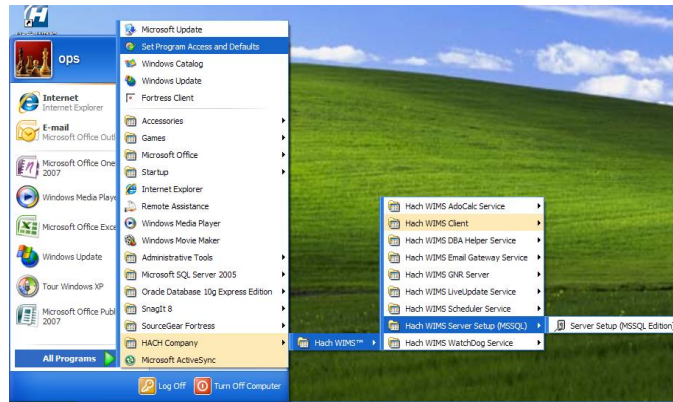 ops
Internet
Internet Explorer
E-mail
Microsoft Office Outl
Microsoft Office One
2007
Windows Media Playe
Microsoft Office Exce
Windows Update
Tour Windows XP
Microsoft Office Publ
2007
All Programs
Log Off
Turn Off Computer
Microsoft Update
Set Program Access and Defaults
Windows Catalog
Windows Update
Fortress Client
Accessories
Games
Microsoft Office
Startup
Internet Explorer
Remote Assistance
Windows Media Player
Windows Movie Maker
Administrative Tools
Microsoft SQL Server 2005
Oracle Database 10g Express Edition
SnagIt 8
SourceGear Fortress
HACH Company
Microsoft ActiveSync
Hach WIMS™
Hach WIMS AdoCalc Service
Hach WIMS Client
Hach WIMS DBA Helper Service
Hach WIMS Email Gateway Service
Hach WIMS GNR Server
Hach WIMS LiveUpdate Service
Hach WIMS Scheduler Service
Hach WIMS Server Setup (MSSQL)
Hach WIMS WatchDog Service
Server Setup (MSSQL Edition)